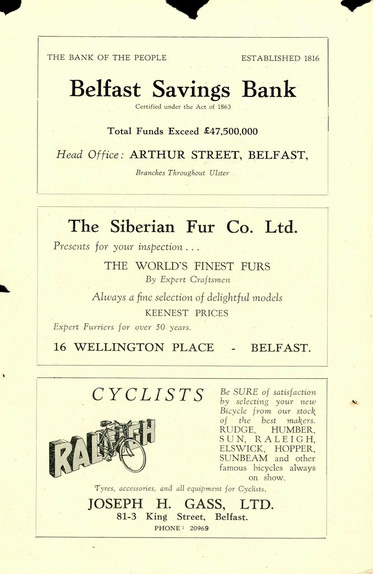 THE BANK OF THE PEOPLE ESTABLISHED 1816
Belfast Savings Bank
Certified under the Act of 1863
Total Funds Exceed £47,500,000
Head Office: ARTHUR STREET, BELFAST,
Branches Throughout Ulster
The Siberian Fur Co. Ltd.
Presents for your inspection . . .
THE WORLD'S FINEST FURS
By Expert Craftsmen
Always a fine selection of delightful models
KEENEST PRICES
Expert Furriers for over 50 years.
16 WELLINGTON PLACE - BELFAST.
CYCLISTS
RALEIGH
Be SURE of satisfaction
by selecting your new
Bicycle from our stock
of the best makers.
RUDGE, HUMBER,
SUN, RALEIGH,
ELSWICK, HOPPER,
SUNBEAM and other
famous bicycles always
on show.
Tyres, accessories, and all equipment for Cyclists.
JOSEPH H. GASS, LTD.
81-3 King Street, Belfast.
PHONE: 20969